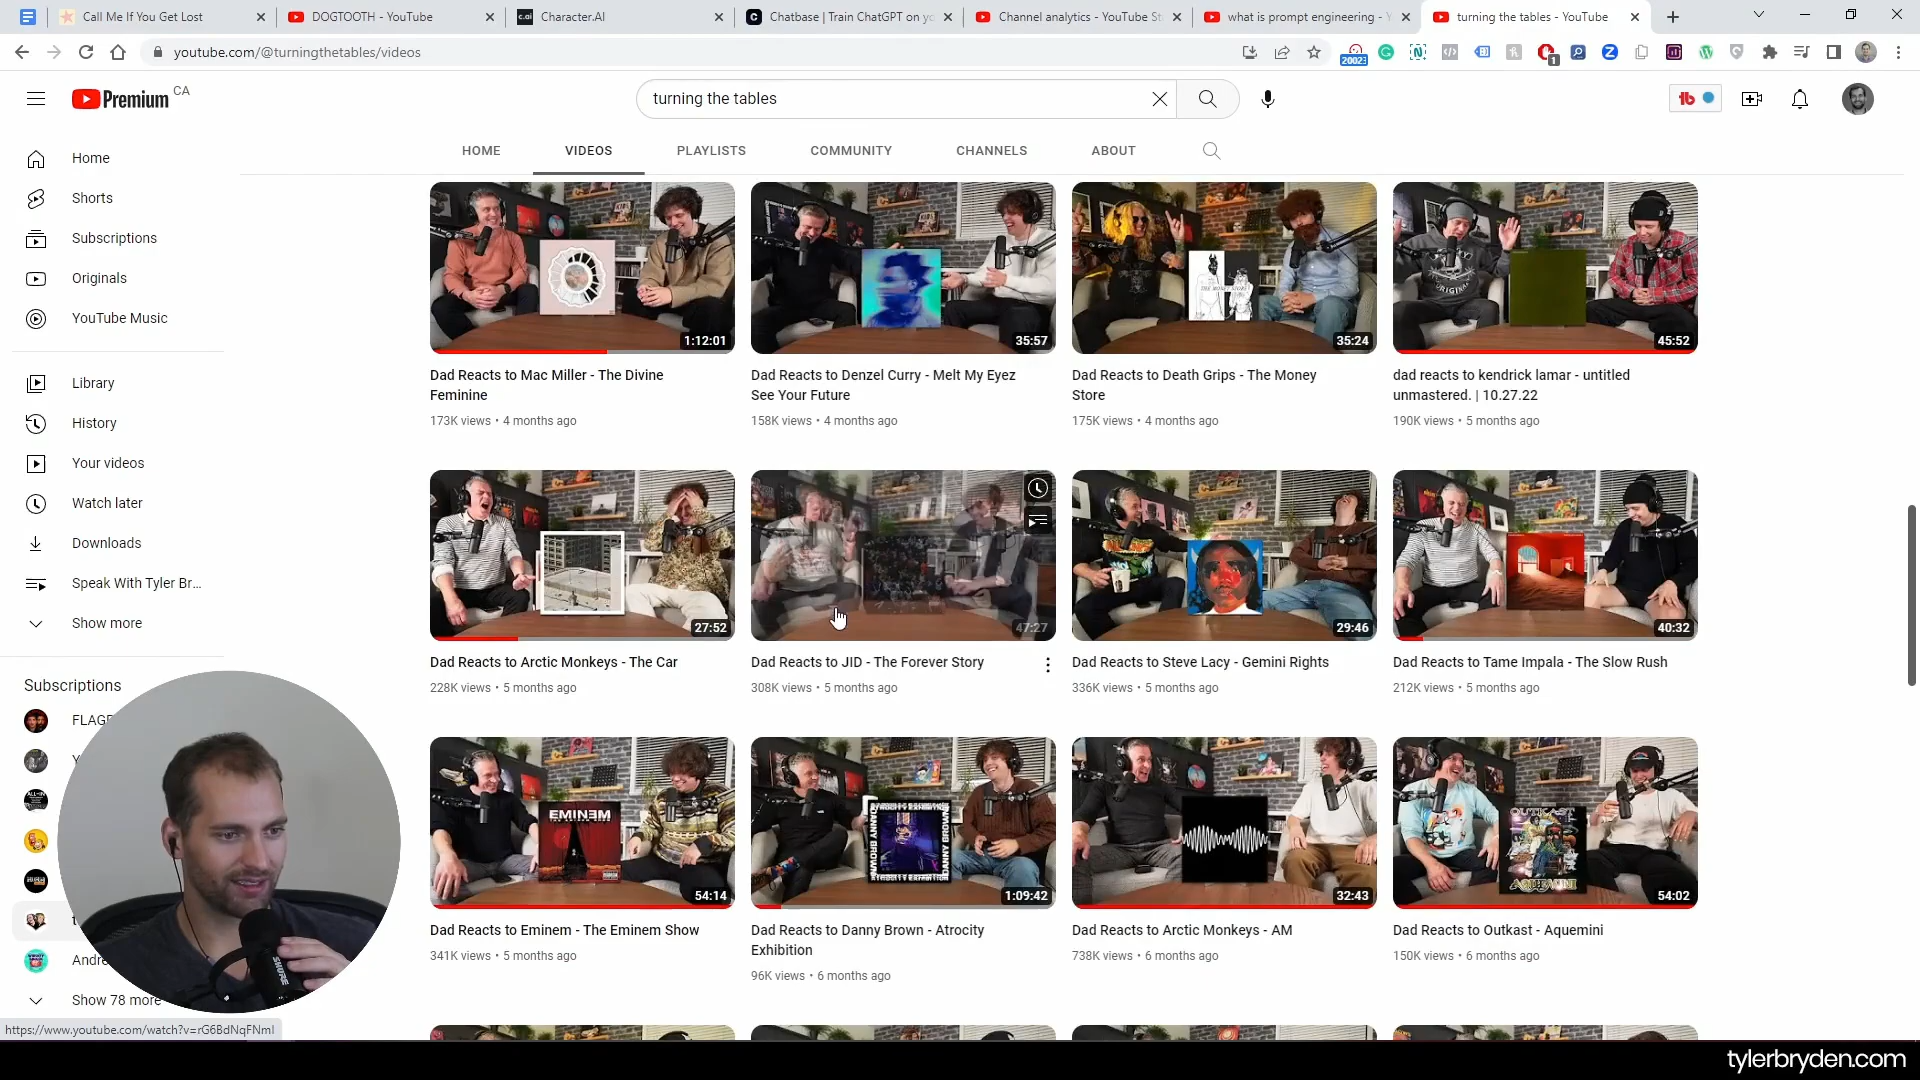 Call Me If You Get Lost
DOGTOOTH - YouTube
Character.AI
Chatbase | Train ChatGPT on yo
Channel analytics - YouTube St
what is prompt engineering - Y
turning the tables - YouTube
youtube.com/@turningthetables/videos
20023
1
Premium CA
turning the tables
HOME
VIDEOS
PLAYLISTS
COMMUNITY
CHANNELS
ABOUT
Home
Shorts
Subscriptions
Originals
YouTube Music
Library
History
Your videos
Watch later
Downloads
Speak With Tyler Br...
Show more
Subscriptions
FLAGR
Y
t
Andre
Show 78 more
1:12:01
35:57
THE MONEY STORE
35:24
ORIGINAL
45:52
Dad Reacts to Mac Miller - The Divine
Feminine
173K views • 4 months ago
Dad Reacts to Denzel Curry - Melt My Eyez
See Your Future
158K views • 4 months ago
Dad Reacts to Death Grips - The Money
Store
175K views • 4 months ago
dad reacts to kendrick lamar - untitled
unmastered. | 10.27.22
190K views • 5 months ago
27:52
47:27
29:46
40:32
Dad Reacts to Arctic Monkeys - The Car
228K views • 5 months ago
Dad Reacts to JID - The Forever Story
308K views • 5 months ago
Dad Reacts to Steve Lacy - Gemini Rights
336K views • 5 months ago
Dad Reacts to Tame Impala - The Slow Rush
212K views • 5 months ago
EMINEM
54:14
DANNY BROWN
1:09:42
32:43
OUTKAST
AQUEMINI
54:02
Dad Reacts to Eminem - The Eminem Show
341K views • 5 months ago
Dad Reacts to Danny Brown - Atrocity
Exhibition
96K views • 6 months ago
Dad Reacts to Arctic Monkeys - AM
738K views • 6 months ago
Dad Reacts to Outkast - Aquemini
150K views • 6 months ago
SHURE
https://www.youtube.com/watch?v=rG6BdNqFNmI
tylerbryden.com